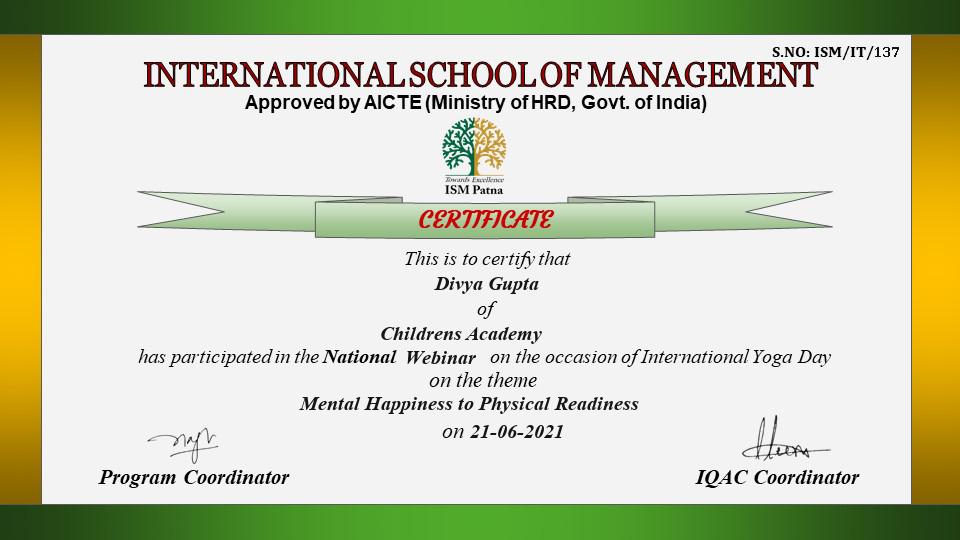 S.NO: ISM/IT/137
INTERNATIONAL SCHOOL OF MANAGEMENT
Approved by AICTE (Ministry of HRD, Govt. of India)
Towards Excellence
ISM Patna
CERTIFICATE
This is to certify that
Divya Gupta
of
Childrens Academy
has participated in the National Webinar on the occasion of International Yoga Day
on the theme
Mental Happiness to Physical Readiness
on 21-06-2021
Program Coordinator
IQAC Coordinator